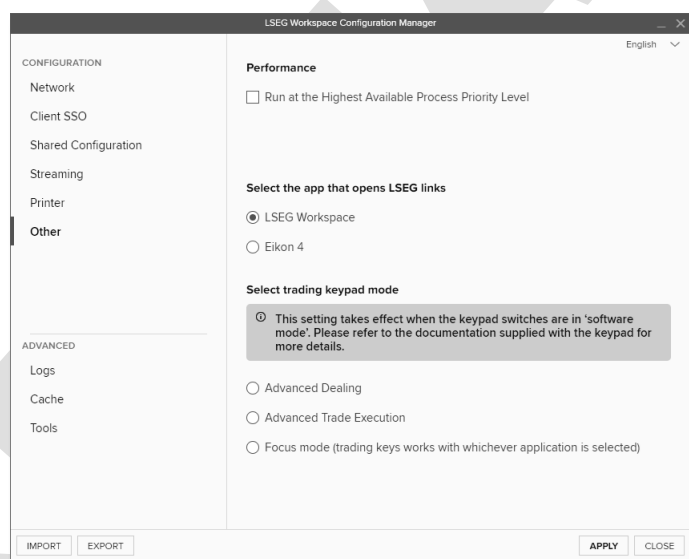 LSEG Workspace Configuration Manager
English
CONFIGURATION
Network
Client SSO
Shared Configuration
Streaming
Printer
Other
ADVANCED
Logs
Cache
Tools
Performance
Run at the Highest Available Process Priority Level
Select the app that opens LSEG links
LSEG Workspace
Eikon 4
Select trading keypad mode
This setting takes effect when the keypad switches are in ‘software
mode’. Please refer to the documentation supplied with the keypad for
more details.
Advanced Dealing
Advanced Trade Execution
Focus mode (trading keys works with whichever application is selected)
IMPORT
EXPORT
APPLY
CLOSE